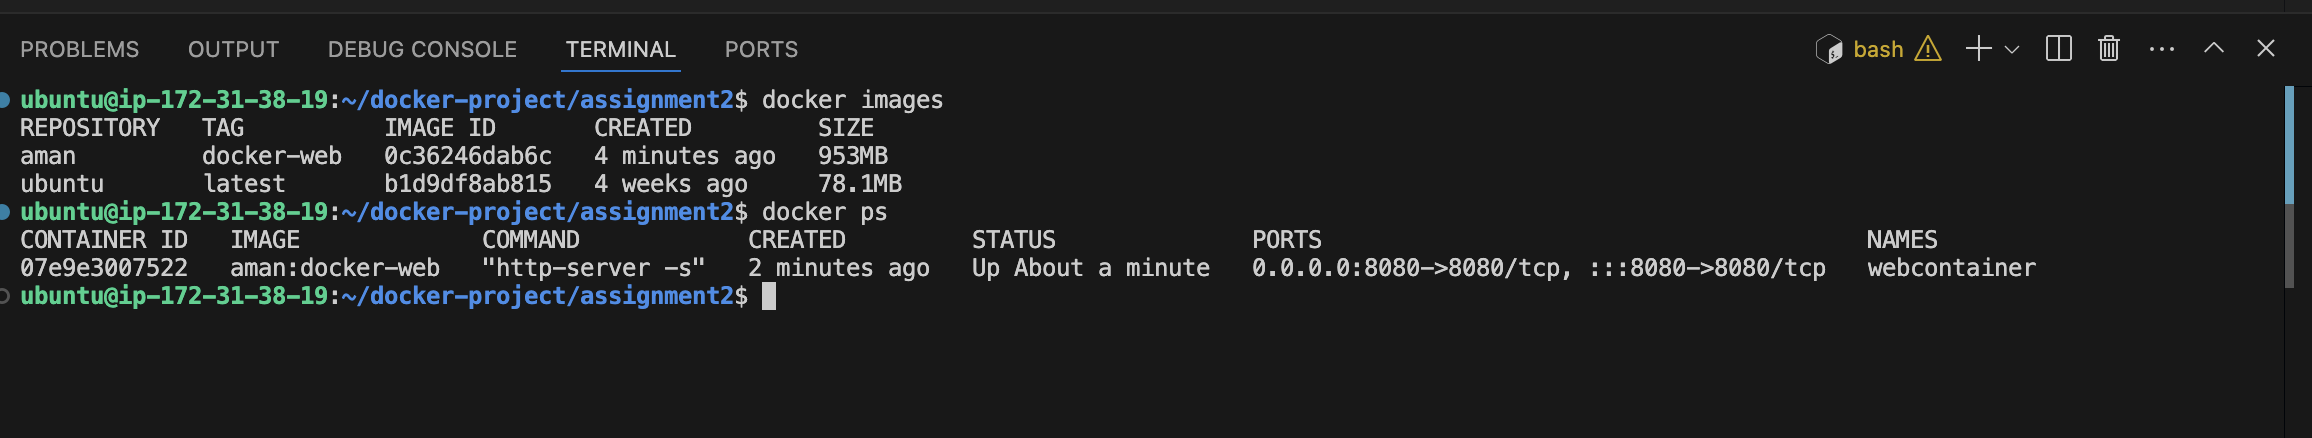 PROBLEMS OUTPUT DEBUG CONSOLE TERMINAL PORTS bash
ubuntu@ip-172-31-38-19:~/docker-project/assignment2$ docker images
REPOSITORY TAG IMAGE ID CREATED SIZE
aman docker-web 0c36246dab6c 4 minutes ago 953MB
ubuntu latest b1d9df8ab815 4 weeks ago 78.1MB
ubuntu@ip-172-31-38-19:~/docker-project/assignment2$ docker ps
CONTAINER ID IMAGE COMMAND CREATED STATUS PORTS NAMES
07e9e3007522 aman:docker-web "http-server -s" 2 minutes ago Up About a minute 0.0.0.0:8080->8080/tcp, :::8080->8080/tcp webcontainer
ubuntu@ip-172-31-38-19:~/docker-project/assignment2$